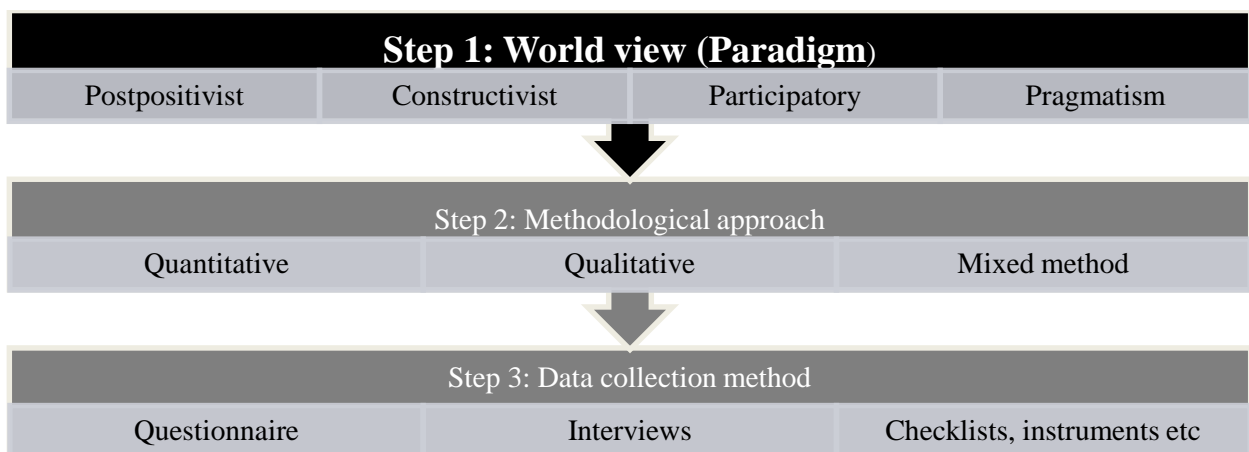 Step 1: World view (Paradigm)
Postpositivist Constructivist Participatory Pragmatism
Step 2: Methodological approach
Quantitative Qualitative Mixed method
Step 3: Data collection method
Questionnaire Interviews Checklists, instruments etc